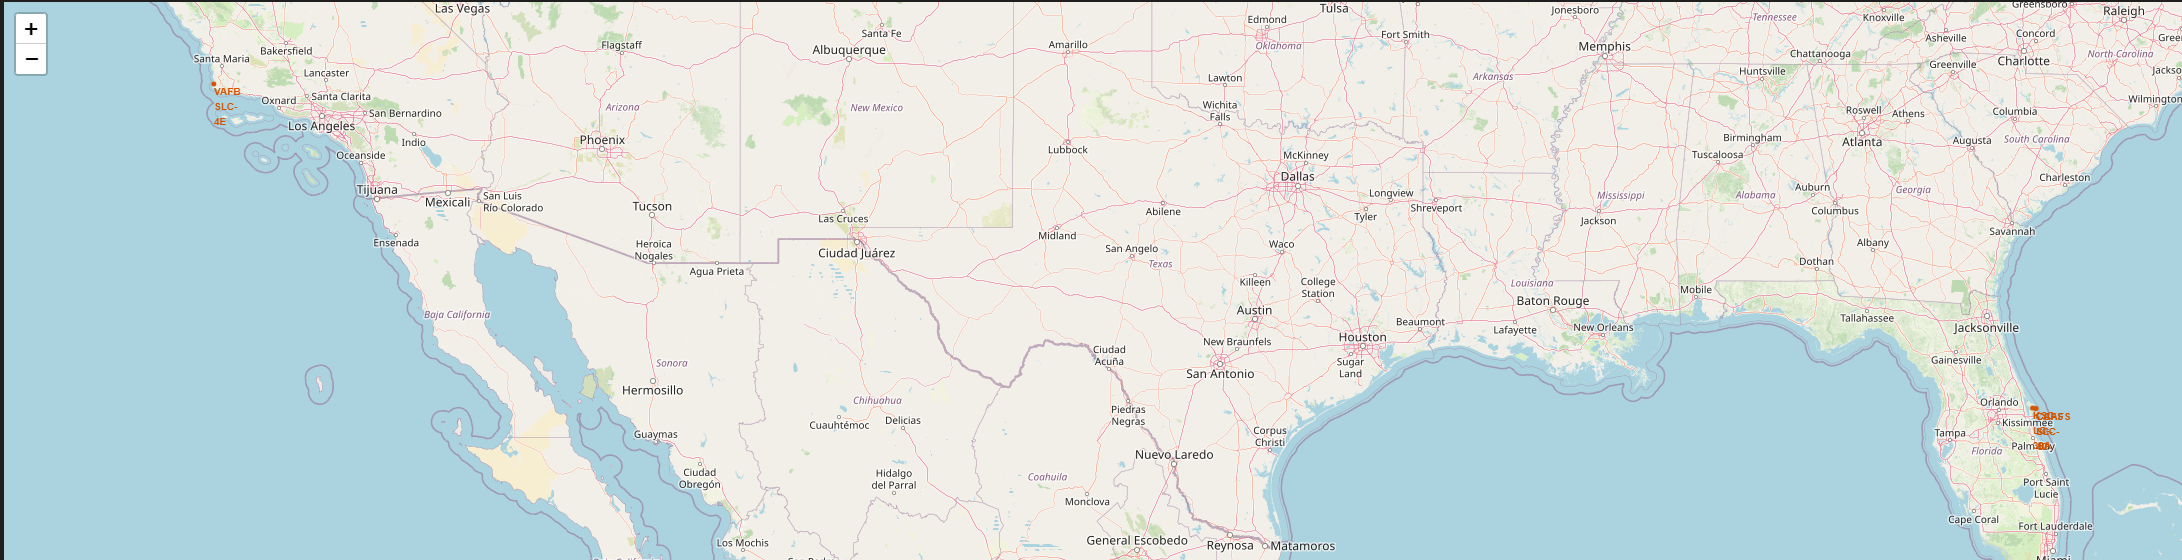 +
−
Las Vegas
Santa Fe
Edmond
Tulsa
Jonesboro
Tennessee
Knoxville
Greensboro
Raleigh
Bakersfield
Flagstaff
Albuquerque
Amarillo
Oklahoma
Fort Smith
Memphis
Chattanooga
Asheville
Concord
Charlotte
North Carolina
Santa Maria
Lancaster
Lawton
Arkansas
Huntsville
Greenville
VAFB
SLC-
4E
Oxnard
Santa Clarita
San Bernardino
Los Angeles
Arizona
New Mexico
Wichita
Falls
Roswell
Athens
Columbia
Wilmington
Indio
Oceanside
Phoenix
Lubbock
McKinney
Dallas
Birmingham
Tuscaloosa
Atlanta
Augusta
South Carolina
Tijuana
Mexicali
San Luis
Río Colorado
Tucson
Las Cruces
Abilene
Longview
Tyler
Shreveport
Mississippi
Jackson
Alabama
Auburn
Columbus
Georgia
Charleston
Ensenada
Heroica
Nogales
Agua Prieta
Ciudad Juárez
Midland
San Angelo
Texas
Waco
Albany
Dothan
Savannah
Killeen
College
Station
Louisiana
Baton Rouge
Mobile
Baja California
Austin
Beaumont
Lafayette
New Orleans
Tallahassee
Jacksonville
Ciudad
Acuña
New Braunfels
Houston
Sugar
Land
San Antonio
Gainesville
Sonora
Hermosillo
Chihuahua
Cuauhtémoc
Delicias
Piedras
Negras
Orlando
Kissimmee
Guaymas
Corpus
Christi
Tampa
Florida
Ciudad
Obregón
Hidalgo
del Parral
Coahuila
Monclova
Nuevo Laredo
Port Saint
Lucie
Cape Coral
Fort Lauderdale
Los Mochis
General Escobedo
Reynosa
Matamoros
Miami